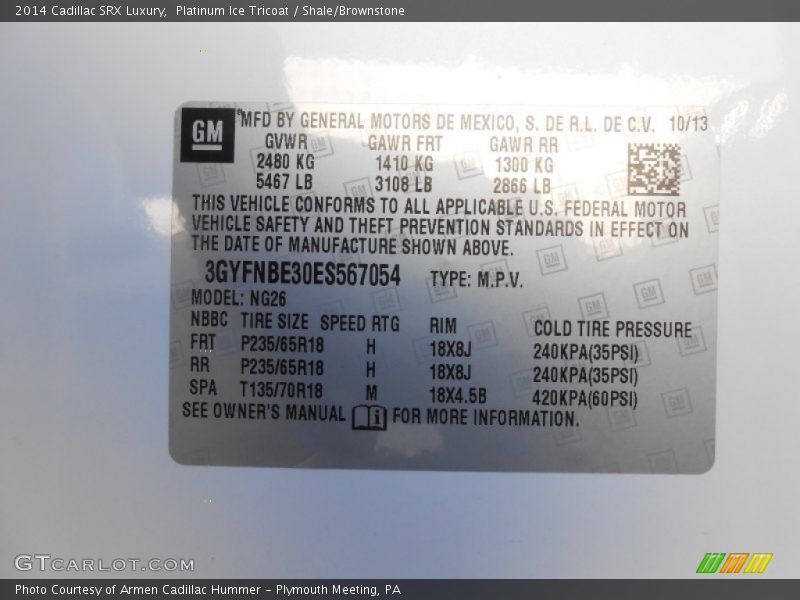 2014 Cadillac SRX Luxury,  Platinum Ice Tricoat / Shale/Brownstone
GM
*MFD BY GENERAL MOTORS DE MEXICO, S. DE R.L. DE C.V. 10/13
GVWR GAWR FRT GAWR RR
2480 KG 1410 KG 1300 KG
5467 LB 3108 LB 2866 LB
THIS VEHICLE CONFORMS TO ALL APPLICABLE U.S. FEDERAL MOTOR
VEHICLE SAFETY AND THEFT PREVENTION STANDARDS IN EFFECT ON
THE DATE OF MANUFACTURE SHOWN ABOVE.
3GYFNBE30ES567054 TYPE: M.P.V.
MODEL: NG26
NBBC TIRE SIZE SPEED RTG RIM COLD TIRE PRESSURE
FRT P235/65R18 H 18X8J 240KPA(35PSI)
RR P235/65R18 H 18X8J 240KPA(35PSI)
SPA T135/70R18 M 18X4.5B 420KPA(60PSI)
SEE OWNER'S MANUAL i FOR MORE INFORMATION.
GTCARLOT.COM
Photo Courtesy of Armen Cadillac Hummer - Plymouth Meeting, PA